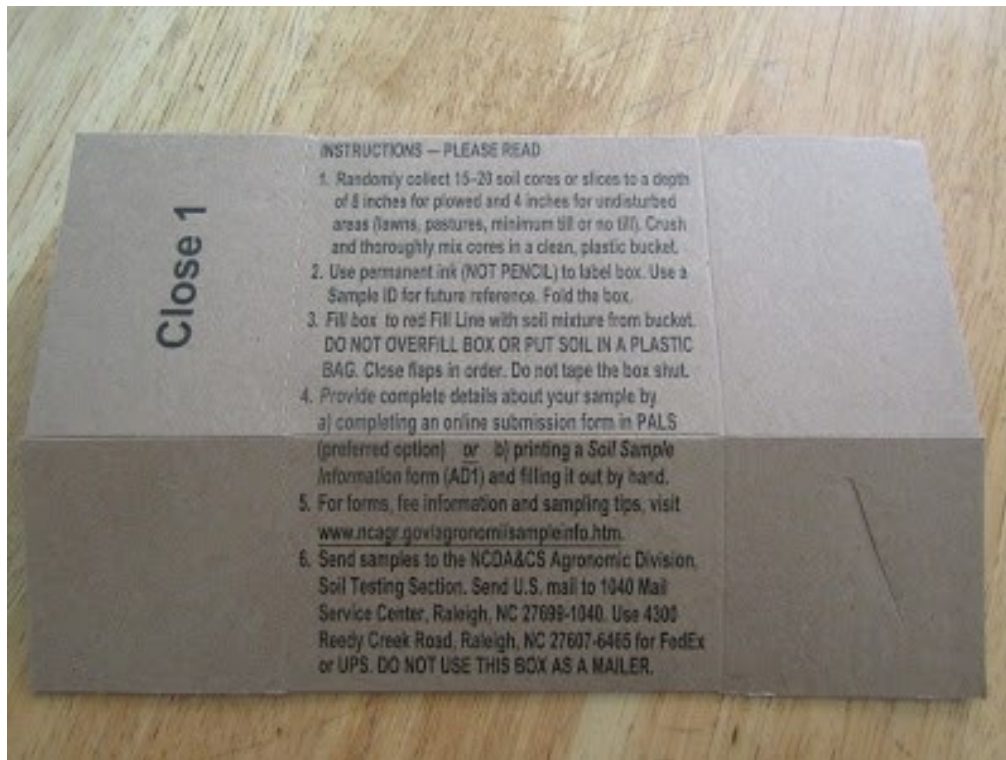 Close 1
INSTRUCTIONS — PLEASE READ
1. Randomly collect 15-20 soil cores or slices to a depth
of 8 inches for plowed and 4 inches for undisturbed
areas (lawns, pastures, minimum till or no till). Crush
and thoroughly mix cores in a clean, plastic bucket.
2. Use permanent ink (NOT PENCIL) to label box. Use a
Sample ID for future reference. Fold the box.
3. Fill box to red Fill Line with soil mixture from bucket.
DO NOT OVERFILL BOX OR PUT SOIL IN A PLASTIC
BAG. Close flaps in order. Do not tape the box shut.
4. Provide complete details about your sample by
a) completing an online submission form in PALS
(preferred option) or b) printing a Soil Sample
Information form (AD1) and filling it out by hand.
5. For forms, fee information and sampling tips, visit
www.ncagr.gov/agronomi/sampleinfo.htm.
6. Send samples to the NCDA&CS Agronomic Division,
Soil Testing Section. Send U.S. mail to 1040 Mail
Service Center, Raleigh, NC 27699-1040. Use 4300
Reedy Creek Road, Raleigh, NC 27607-6465 for FedEx
or UPS. DO NOT USE THIS BOX AS A MAILER.